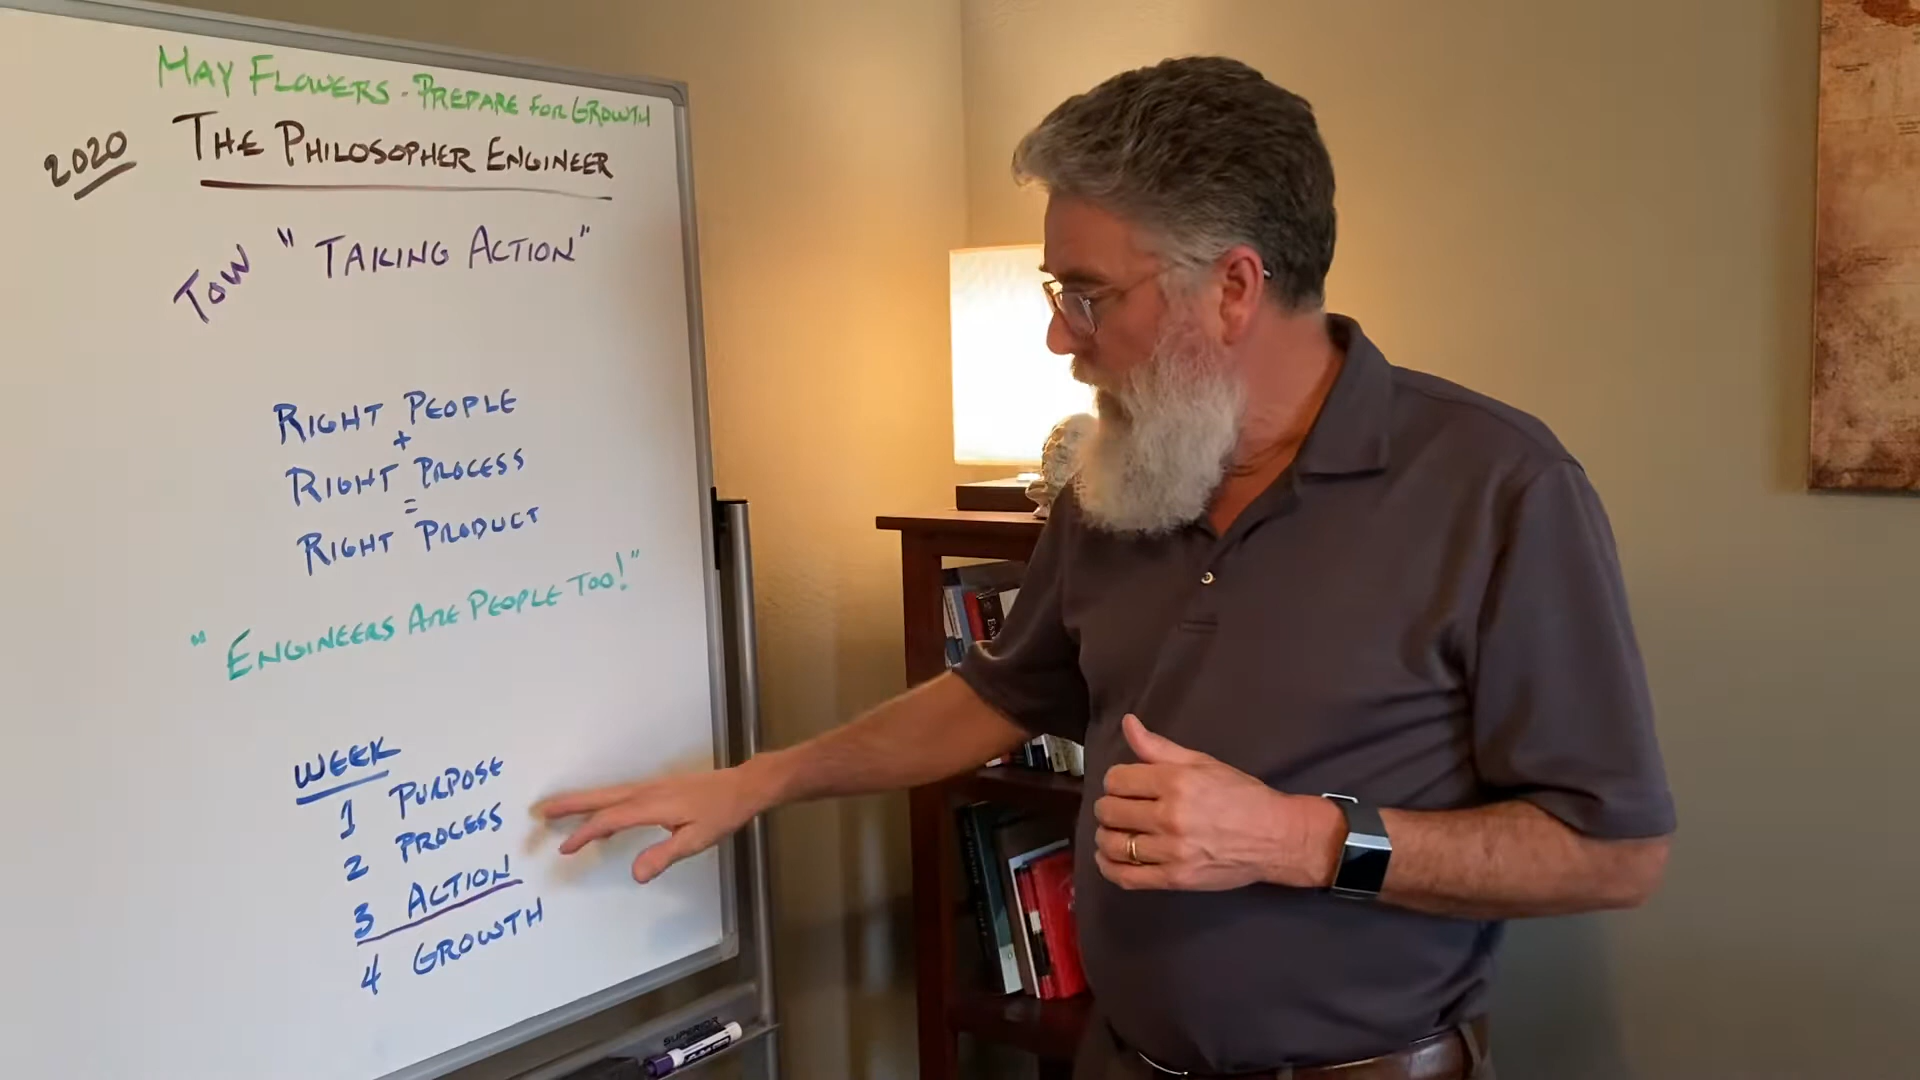 MAY FLOWERS - PREPARE FOR GROWTH
2020 THE PHILOSOPHER ENGINEER
TOW "TAKING ACTION"
RIGHT PEOPLE
+
RIGHT PROCESS
=
RIGHT PRODUCT
"ENGINEERS ARE PEOPLE TOO!"
WEEK
1 PURPOSE
2 PROCESS
3 ACTION
4 GROWTH
SUPERIOR